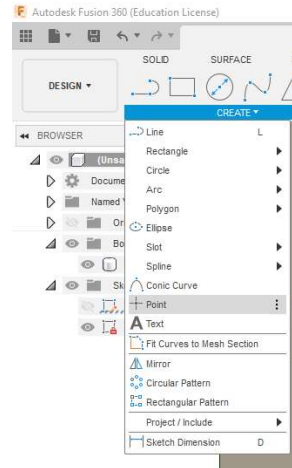 Autodesk Fusion 360 (Education License)
SOLID SURFACE
DESIGN
CREATE
BROWSER
Line L
Rectangle
Circle
Arc
Polygon
Ellipse
Slot
Spline
Conic Curve
Point
A Text
Fit Curves to Mesh Section
Mirror
Circular Pattern
Rectangular Pattern
Project / Include
Sketch Dimension D
(Unsa
Docume
Named
Or
Bo
Sk